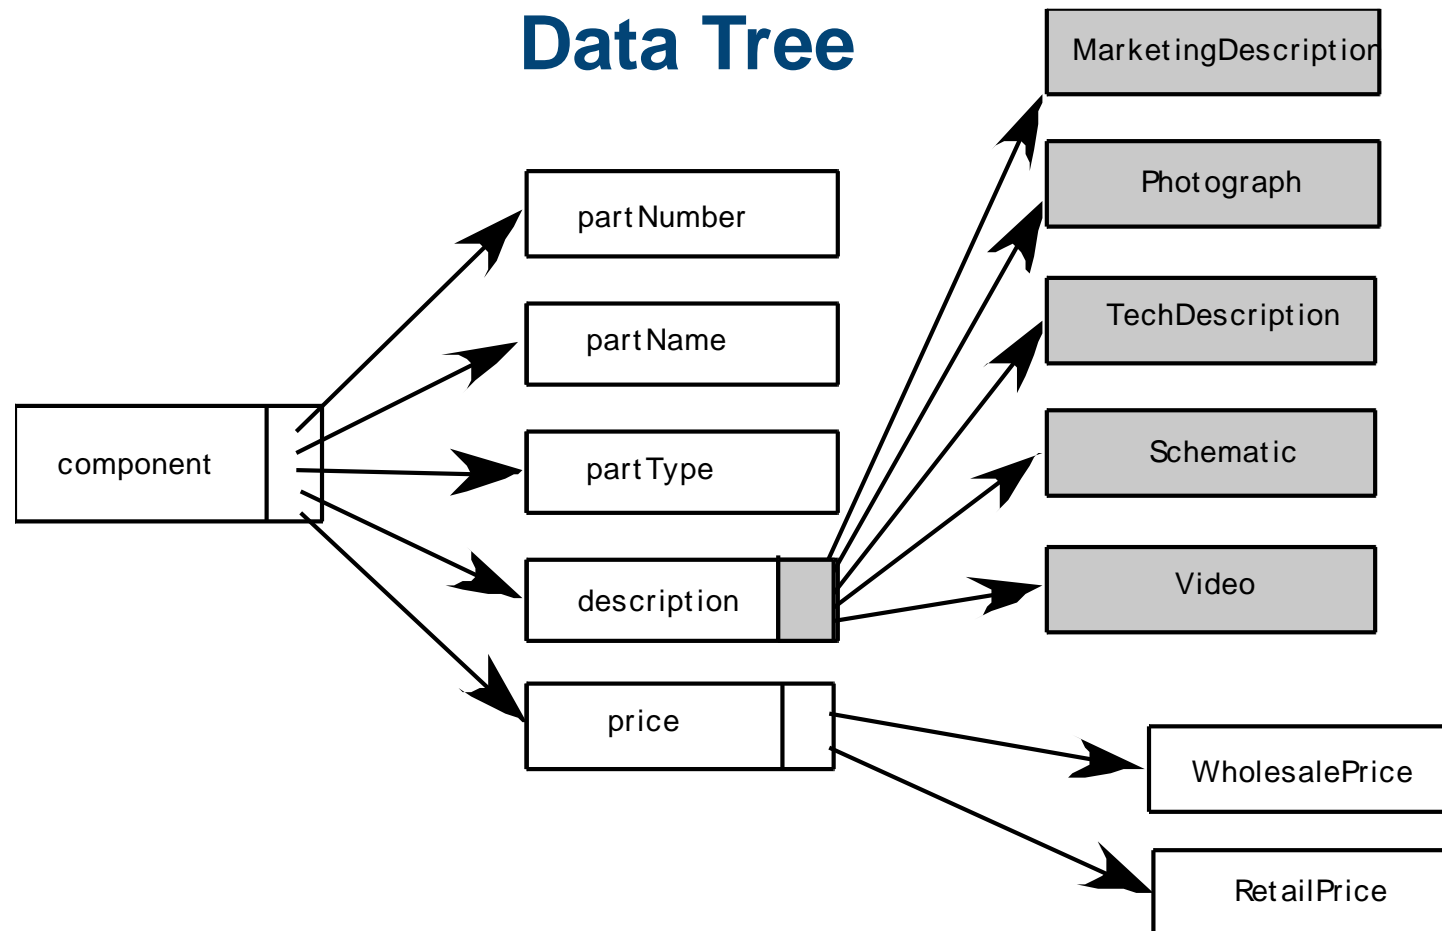 Data Tree
component
partNumber
partName
partType
description
price
MarketingDescription
Photograph
TechDescription
Schematic
Video
WholesalePrice
RetailPrice